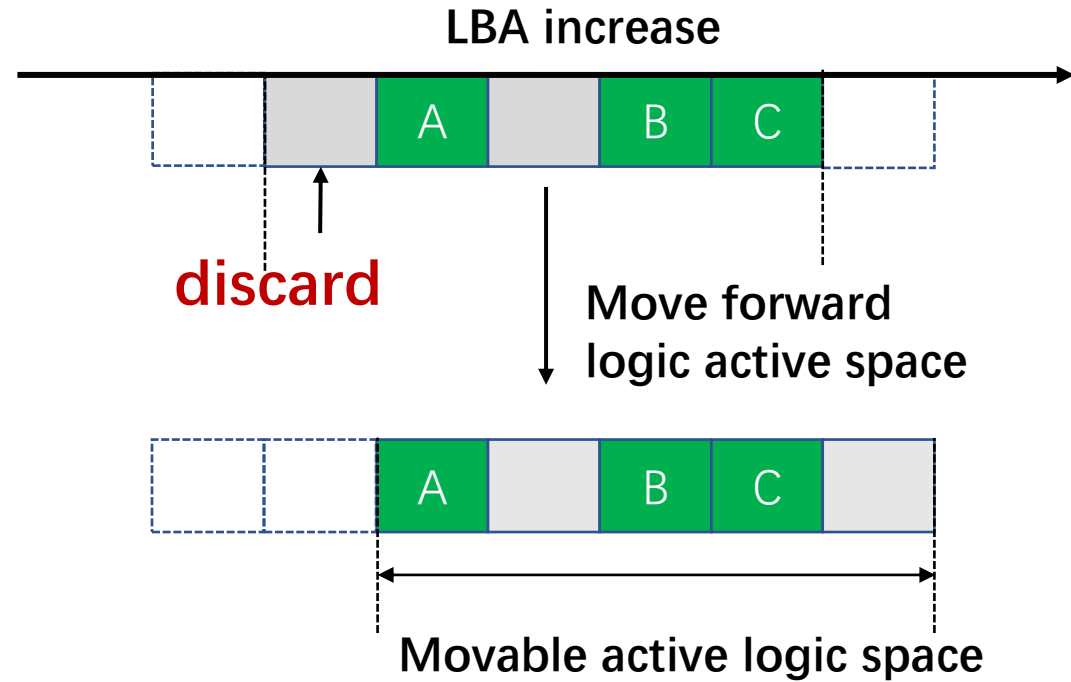 LBA increase
A
B
C
discard
Move forward
logic active space
A
B
C
Movable active logic space